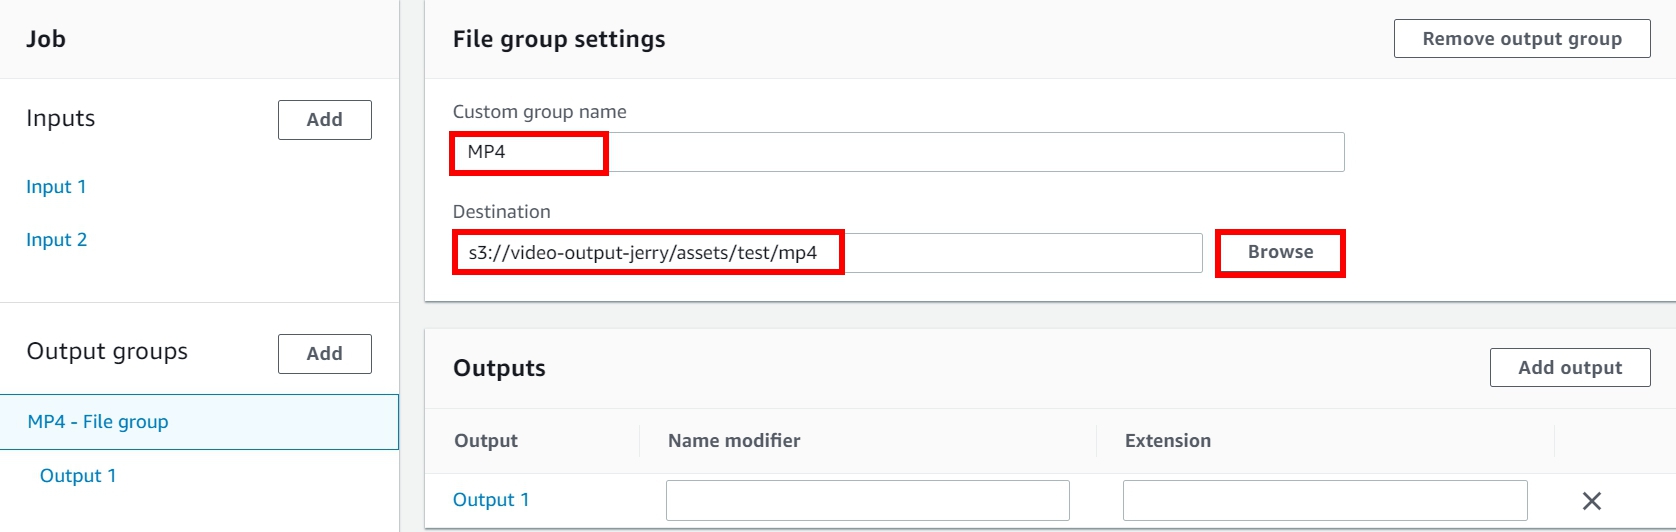 Job
Inputs
Add
Input 1
Input 2
Output groups
Add
MP4 - File group
Output 1
File group settings
Remove output group
Custom group name
MP4
Destination
s3://video-output-jerry/assets/test/mp4
Browse
Outputs
Add output
Output Name modifier Extension
Output 1